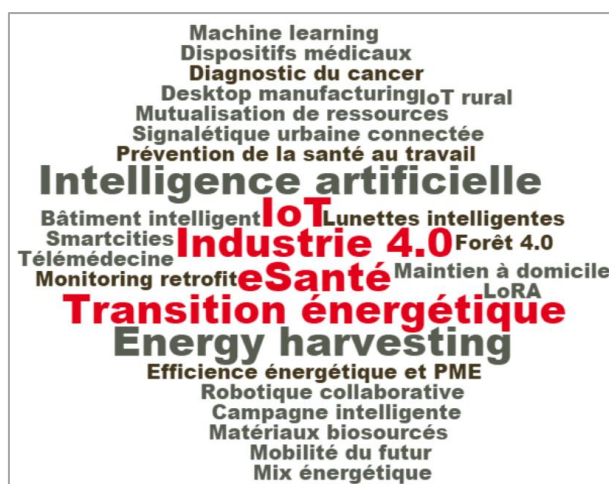 Machine learning
Dispositifs médicaux
Diagnostic du cancer
Desktop manufacturing IoT rural
Mutualisation de ressources
Signalétique urbaine connectée
Prévention de la santé au travail
Intelligence artificielle
Bâtiment intelligent IoT Lunettes intelligentes
Smartcities Industrie 4.0 Forêt 4.0
Télémédecine
Monitoring retrofit eSanté Maintien à domicile
LoRA
Transition énergétique
Energy harvesting
Efficience énergétique et PME
Robotique collaborative
Campagne intelligente
Matériaux biosourcés
Mobilité du futur
Mix énergétique